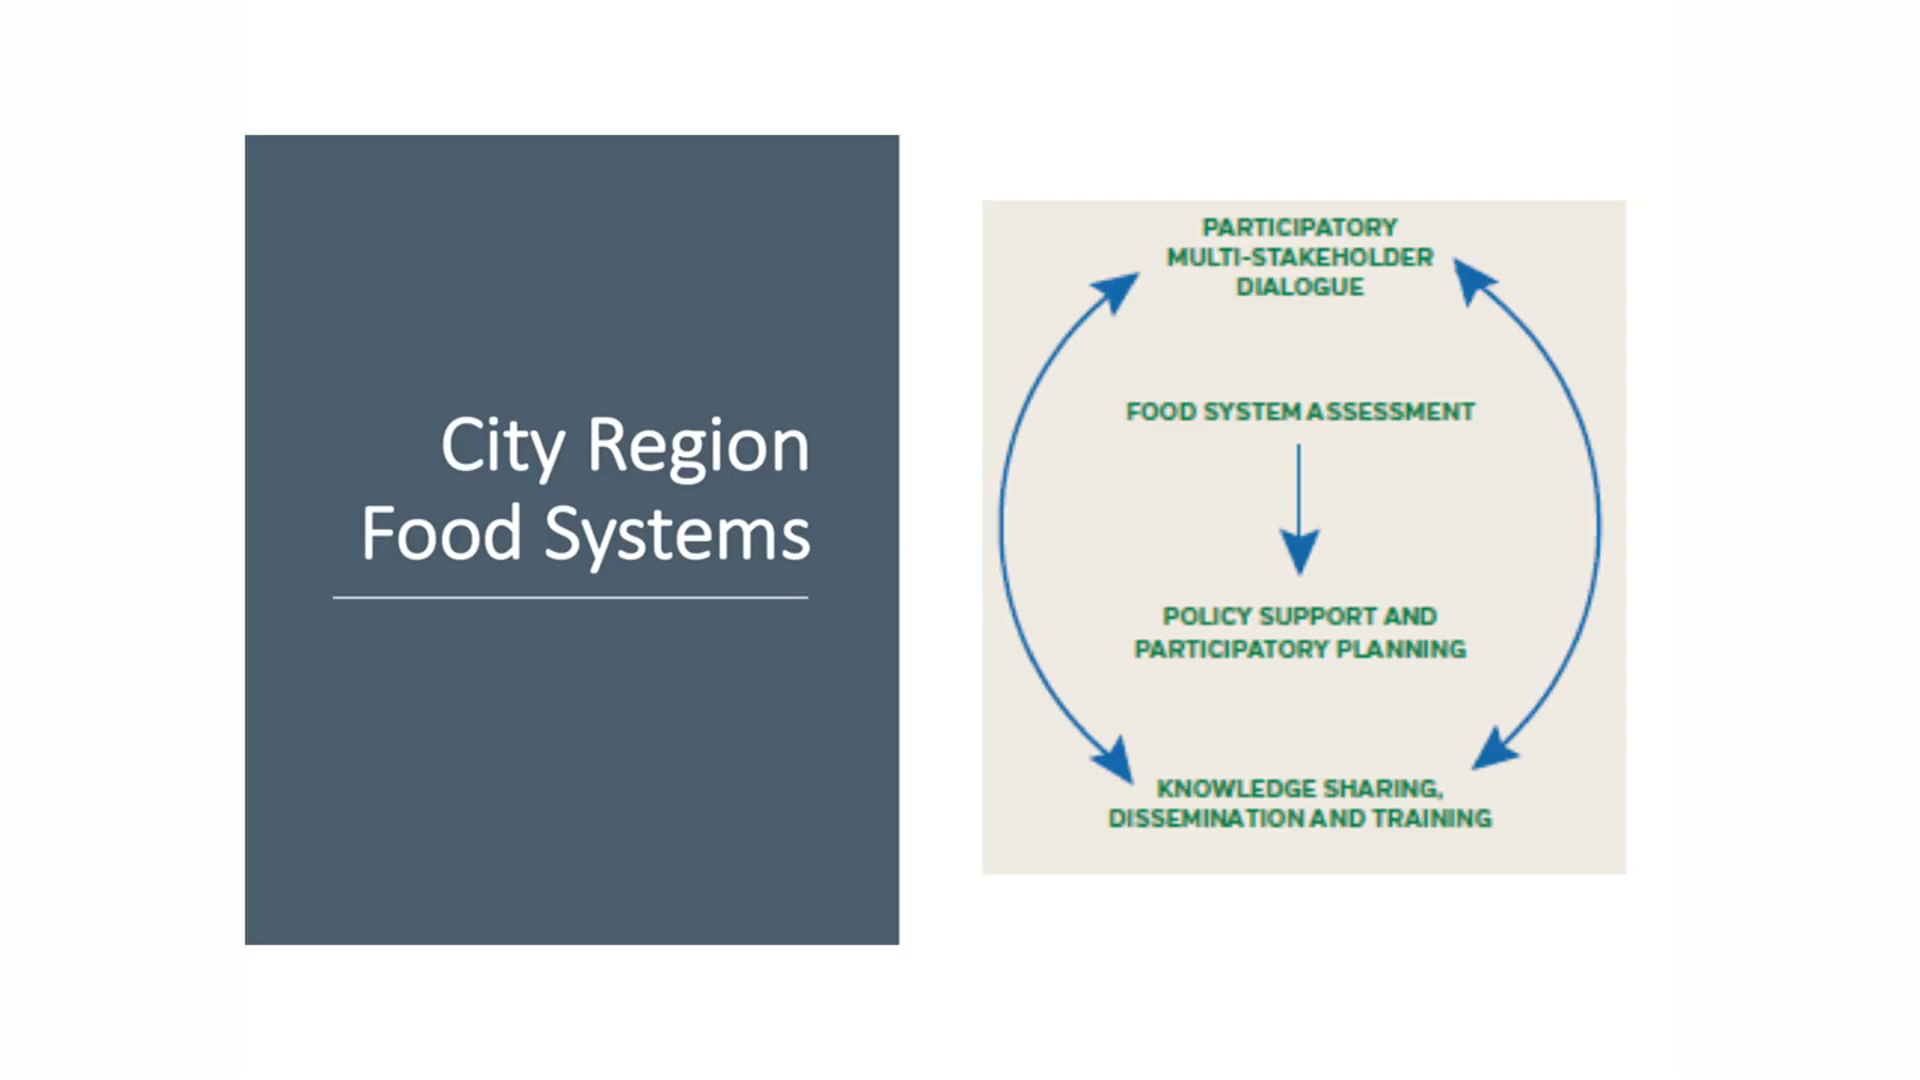 City Region
Food Systems
PARTICIPATORY
MULTI-STAKEHOLDER
DIALOGUE
FOOD SYSTEM ASSESSMENT
POLICY SUPPORT AND
PARTICIPATORY PLANNING
KNOWLEDGE SHARING,
DISSEMINATION AND TRAINING